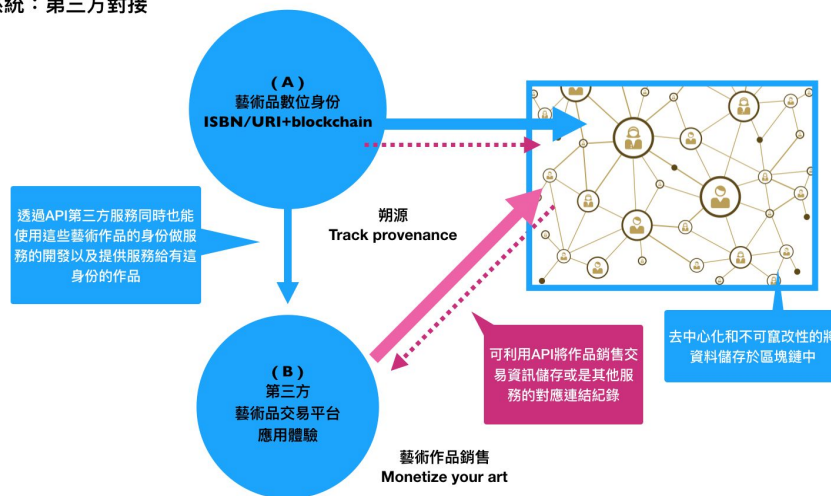 系統：第三方對接
(A)
藝術品數位身份
ISBN/URI+blockchain
透過API第三方服務同時也能
使用這些藝術作品的身份做服
務的開發以及提供服務給有這
身份的作品
朔源
Track provenance
去中心化和不可竄改性的將
資料儲存於區塊鏈中
可利用API將作品銷售交
易資訊儲存或是其他服
務的對應連結紀錄
(B)
第三方
藝術品交易平台
應用體驗
藝術作品銷售
Monetize your art